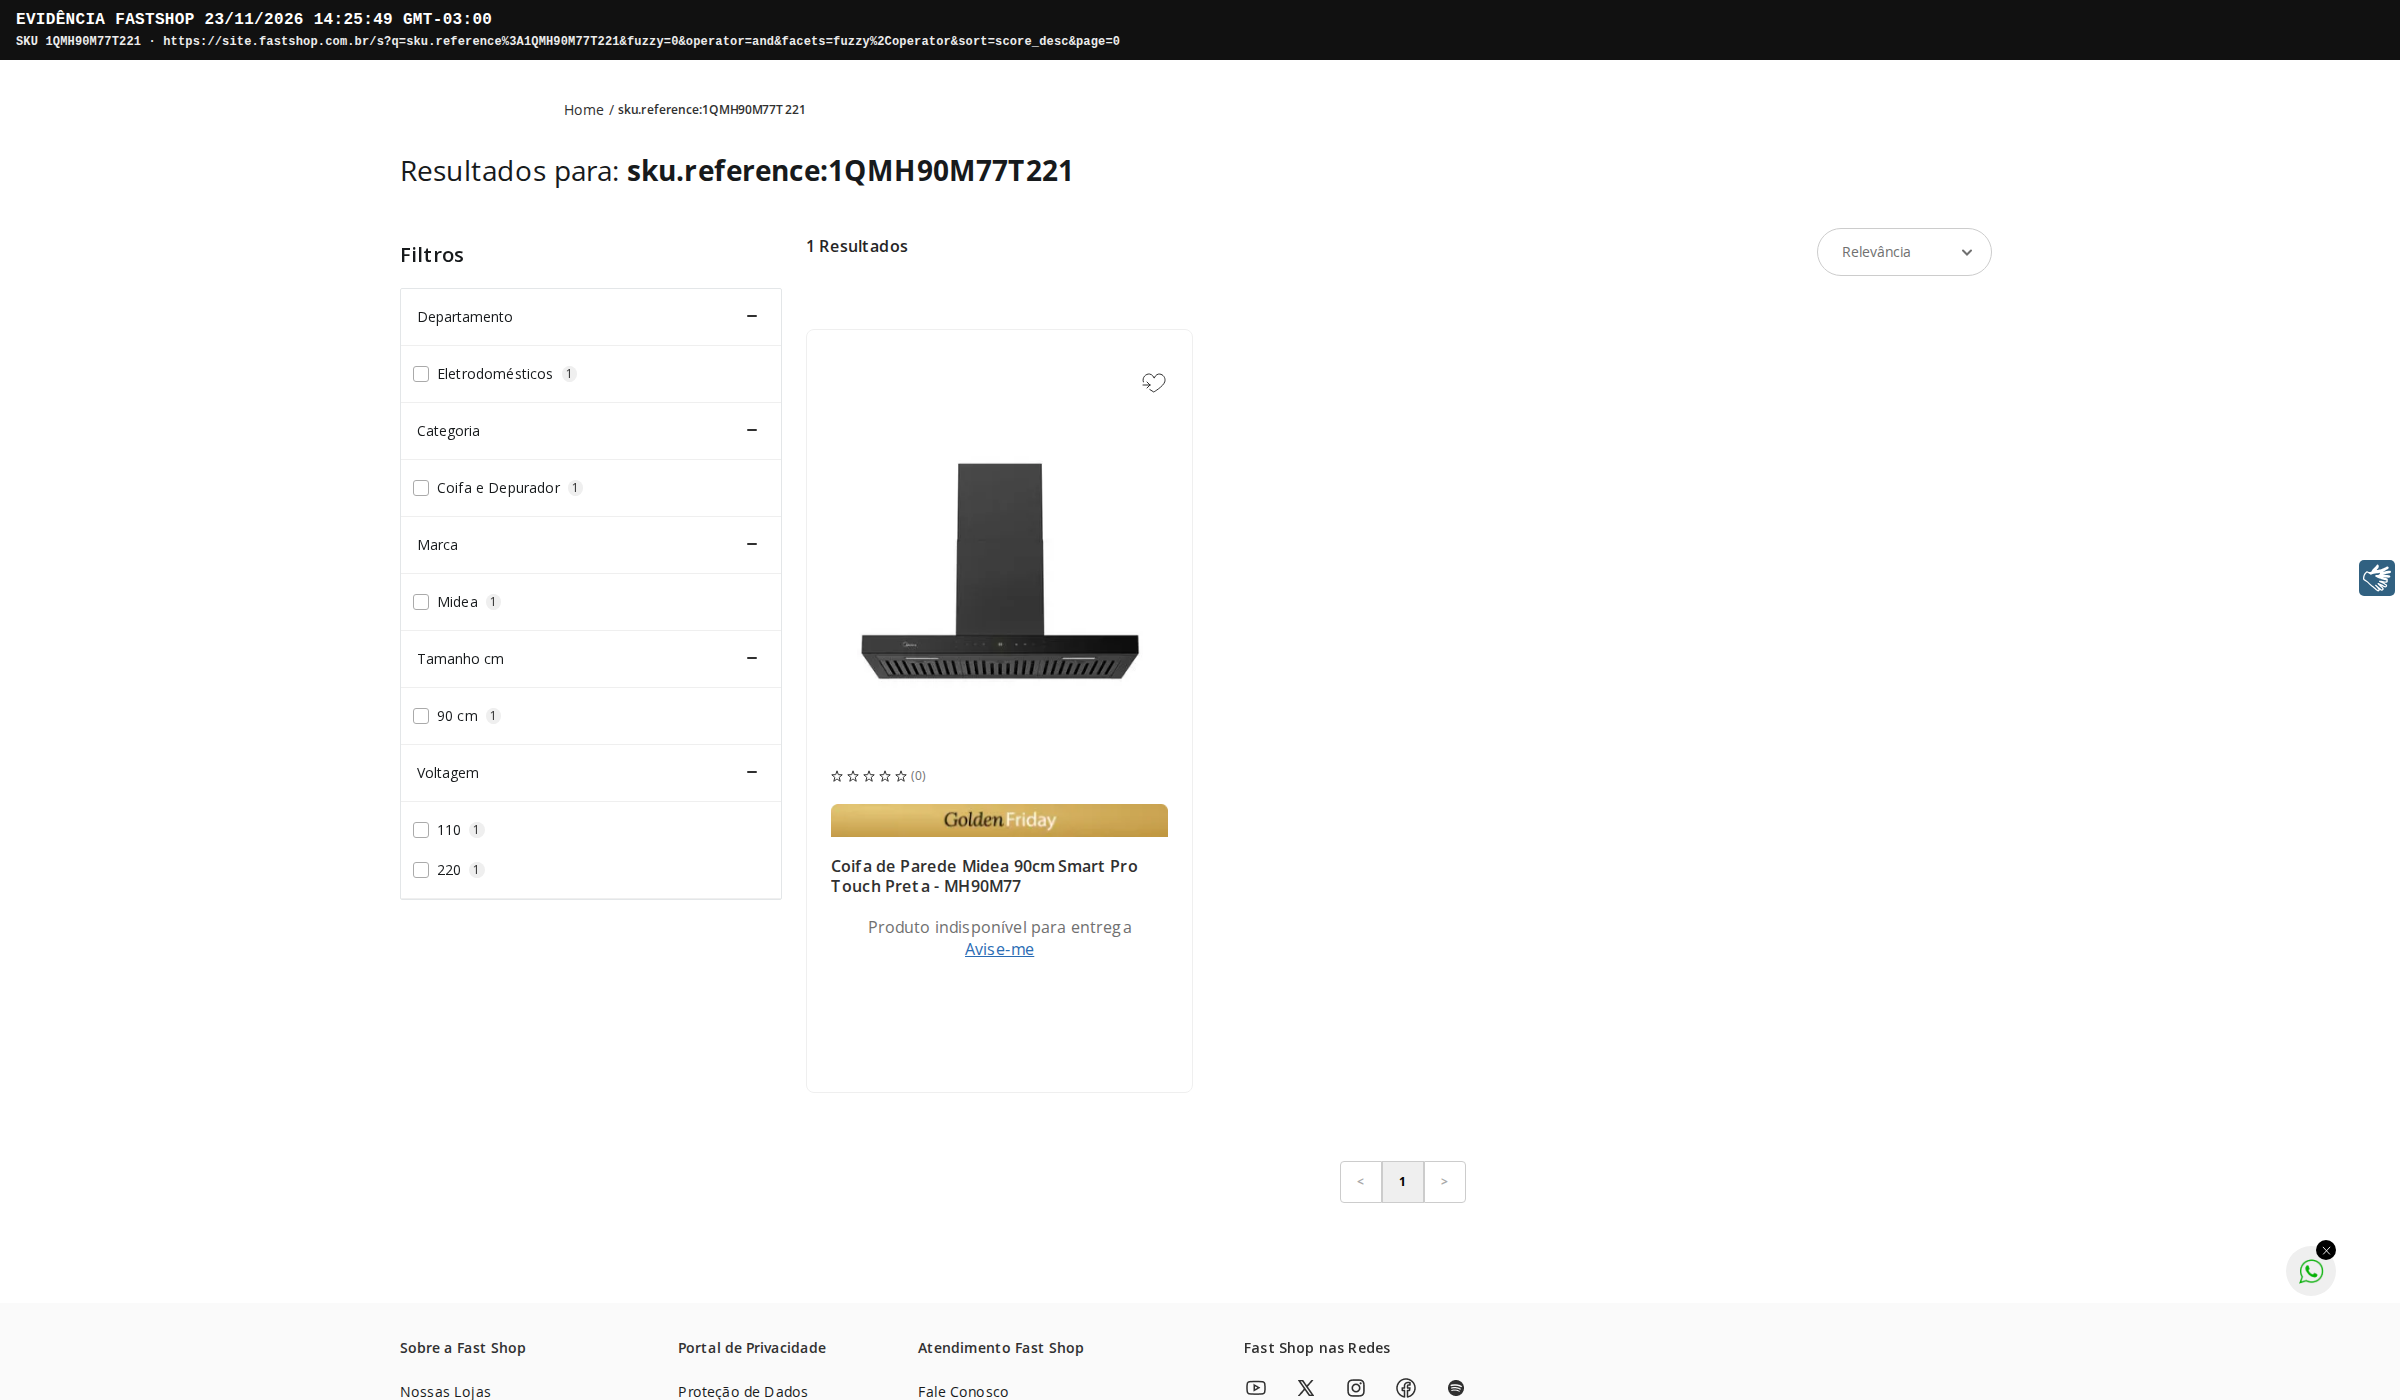 EVIDÊNCIA FASTSHOP 23/11/2026 14:25:49 GMT-03:00
SKU 1QMH90M77T221 · https://site.fastshop.com.br/s?q=sku.reference%3A1QMH90M77T221&fuzzy=0&operator=and&facets=fuzzy%2Coperator&sort=score_desc&page=0
Home / sku.reference:1QMH90M77T221
Resultados para: sku.reference:1QMH90M77T221
Filtros
1 Resultados
Relevância
Departamento
Eletrodomésticos 1
Categoria
Coifa e Depurador 1
Marca
Midea 1
Tamanho cm
90 cm 1
Voltagem
110 1
220 1
(0)
Golden Friday
Coifa de Parede Midea 90cm Smart Pro
Touch Preta - MH90M77
Produto indisponível para entrega
Avise-me
< 1 >
Sobre a Fast Shop
Portal de Privacidade
Atendimento Fast Shop
Fast Shop nas Redes
Nossas Lojas
Proteção de Dados
Fale Conosco